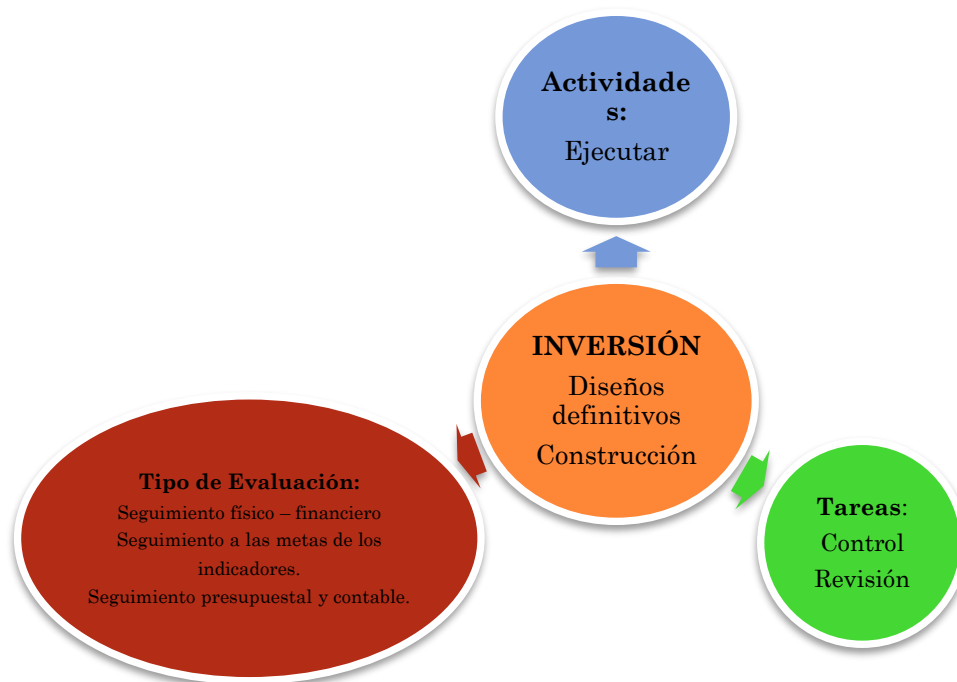 Actividade
s:
Ejecutar
INVERSIÓN
Diseños
definitivos
Construcción
Tipo de Evaluación:
Seguimiento físico – financiero
Seguimiento a las metas de los
indicadores.
Seguimiento presupuestal y contable.
Tareas:
Control
Revisión